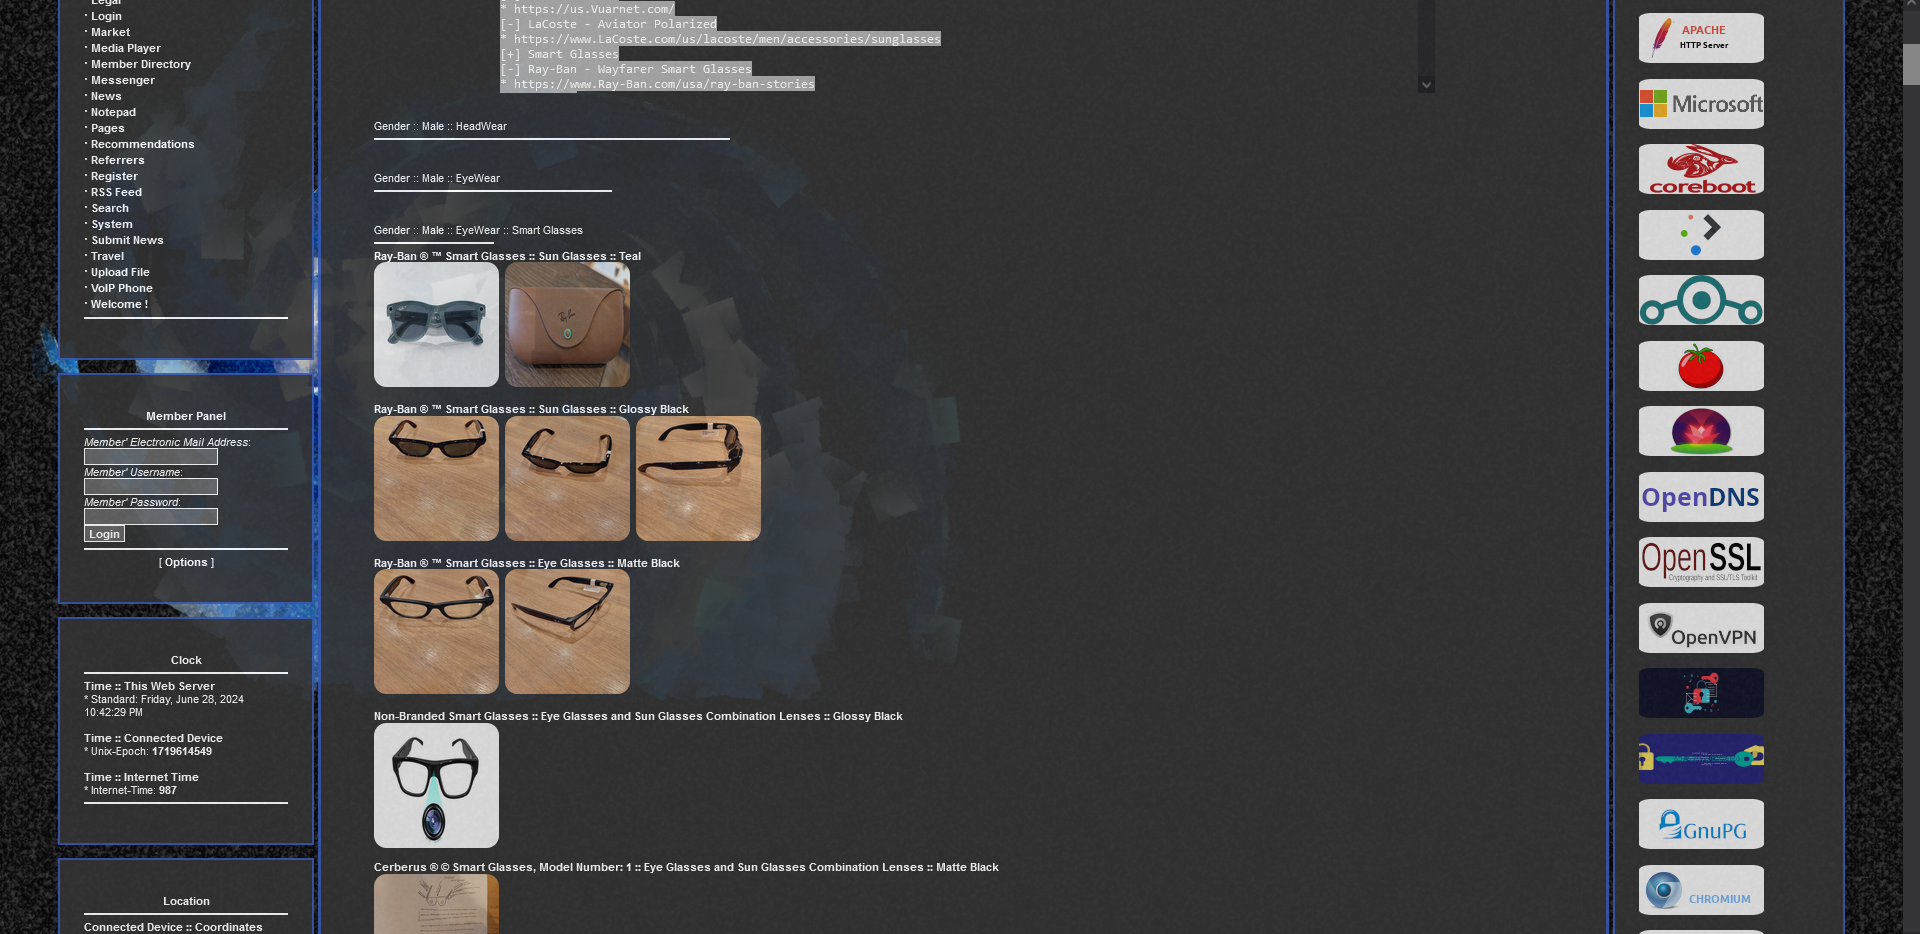 Legal
· Login
· Market
· Media Player
· Member Directory
· Messenger
· News
· Notepad
· Pages
· Recommendations
· Referrers
· Register
· RSS Feed
· Search
· System
· Submit News
· Travel
· Upload File
· VoIP Phone
· Welcome !
Member Panel
Member' Electronic Mail Address:
Member' Username:
Member' Password:
Login
[ Options ]
Clock
Time :: This Web Server
* Standard: Friday, June 28, 2024
10:42:29 PM
Time :: Connected Device
* Unix-Epoch: 1719614549
Time :: Internet Time
* Internet-Time: 987
Location
Connected Device :: Coordinates
* https://us.Vuarnet.com/
[-] LaCoste - Aviator Polarized
* https://www.LaCoste.com/us/lacoste/men/accessories/sunglasses
[+] Smart Glasses
[-] Ray-Ban - Wayfarer Smart Glasses
* https://www.Ray-Ban.com/usa/ray-ban-stories
Gender :: Male :: HeadWear
Gender :: Male :: EyeWear
Gender :: Male :: EyeWear :: Smart Glasses
Ray-Ban ® ™ Smart Glasses :: Sun Glasses :: Teal
Ray-Ban
Ray-Ban ® ™ Smart Glasses :: Sun Glasses :: Glossy Black
Ray-Ban ® ™ Smart Glasses :: Eye Glasses :: Matte Black
Non-Branded Smart Glasses :: Eye Glasses and Sun Glasses Combination Lenses :: Glossy Black
Cerberus ® © Smart Glasses, Model Number: 1 :: Eye Glasses and Sun Glasses Combination Lenses :: Matte Black
APACHE
HTTP Server
Microsoft
coreboot
OpenDNS
OpenSSL
Cryptography and SSL/TLS Toolkit
OpenVPN
GnuPG
CHROMIUM